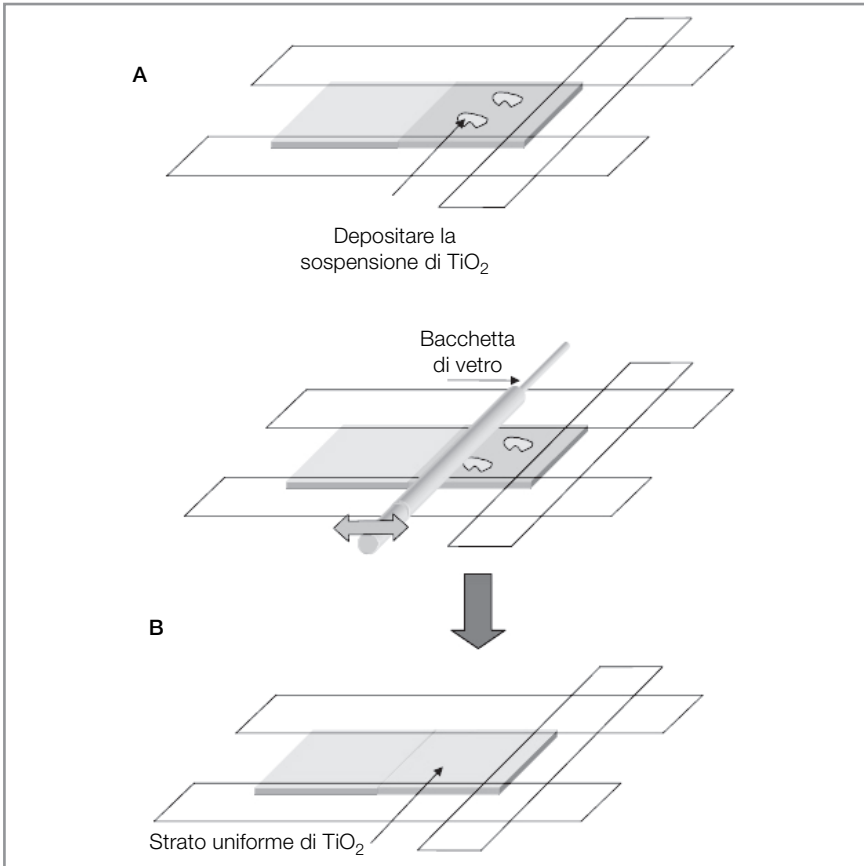 A
Depositare la
sospensione di TiO₂
Bacchetta
di vetro
B
Strato uniforme di TiO₂